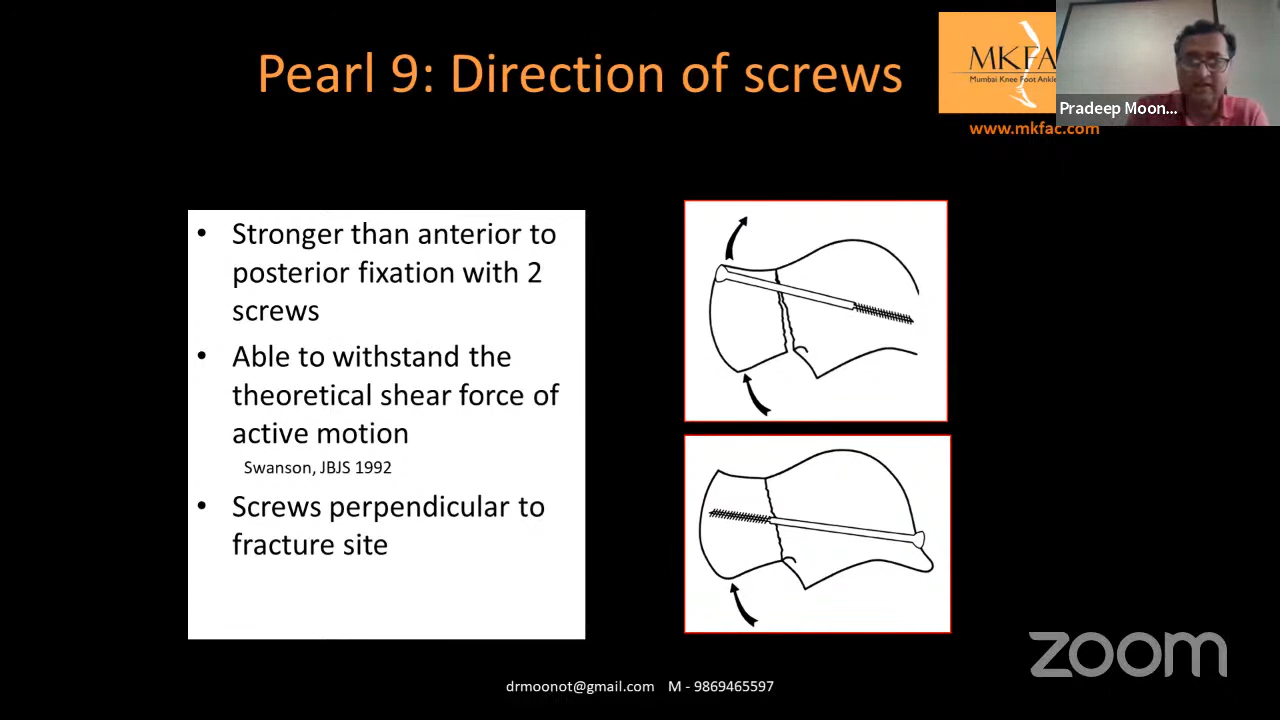 Pearl 9: Direction of screws
MKFAC
Mumbai Knee Foot Ankle
www.mkfac.com
Pradeep Moon...
• Stronger than anterior to
posterior fixation with 2
screws
• Able to withstand the
theoretical shear force of
active motion
Swanson, JBJS 1992
• Screws perpendicular to
fracture site
zoom
drmoonot@gmail.com M - 9869465597